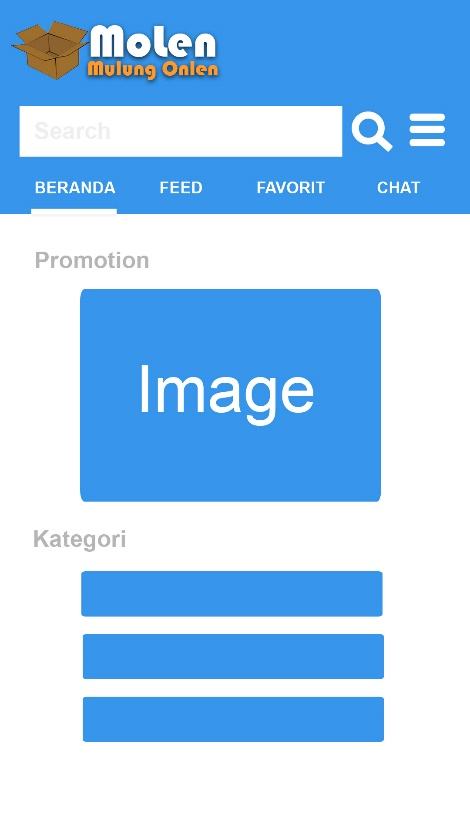 Molen
Mulung Onlen
Search
BERANDA FEED FAVORIT CHAT
Promotion
Image
Kategori